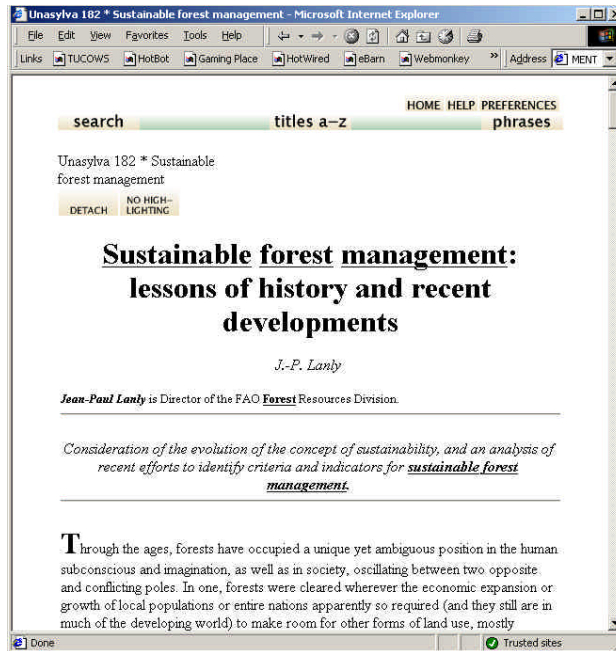 Unasylva 182 * Sustainable forest management - Microsoft Internet Explorer
File Edit View Favorites Tools Help
Links TUCOWS HotBot Gaming Place HotWired eBarn Webmonkey » Address MENT
HOME HELP PREFERENCES
search titles a–z phrases
Unasylva 182 * Sustainable
forest management
DETACH NO HIGH–
LIGHTING
Sustainable forest management:
lessons of history and recent
developments
J.-P. Lanly
Jean-Paul Lanly is Director of the FAO Forest Resources Division.
Consideration of the evolution of the concept of sustainability, and an analysis of
recent efforts to identify criteria and indicators for sustainable forest
management.
Through the ages, forests have occupied a unique yet ambiguous position in the human
subconscious and imagination, as well as in society, oscillating between two opposite
and conflicting poles. In one, forests were cleared wherever the economic expansion or
growth of local populations or entire nations apparently so required (and they still are in
much of the developing world) to make room for other forms of land use, mostly
Done Trusted sites